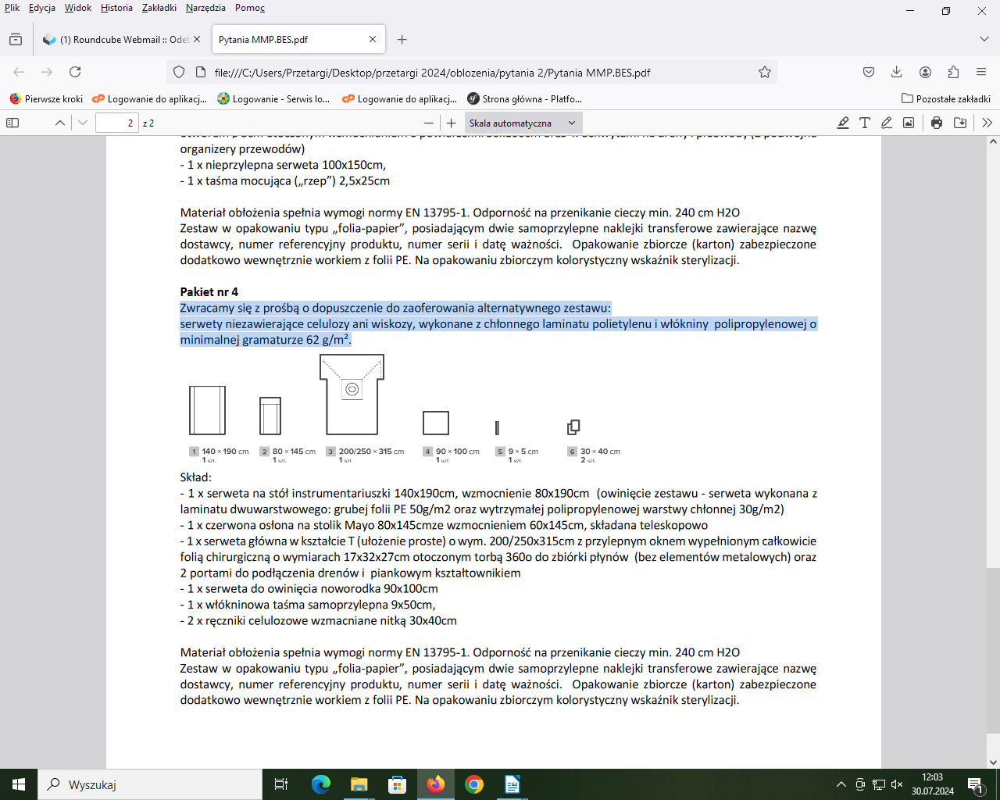 Plik Edycja Widok Historia Zakładki Narzędzia Pomoc
(1) Roundcube Webmail :: Odeb
Pytania MMP.BES.pdf
file:///C:/Users/Przetargi/Desktop/przetargi 2024/oblozenia/pytania 2/Pytania MMP.BES.pdf
Pierwsze kroki
Logowanie do aplikacj...
Logowanie - Serwis lo...
Logowanie do aplikacj...
Strona główna - Platfo...
Pozostałe zakładki
2 z 2
Skala automatyczna
organizery przewodów)
- 1 x nieprzylepna serweta 100x150cm,
- 1 x taśma mocująca („rzep”) 2,5x25cm
Materiał obłożenia spełnia wymogi normy EN 13795-1. Odporność na przenikanie cieczy min. 240 cm H2O
Zestaw w opakowaniu typu „folia-papier”, posiadającym dwie samoprzylepne naklejki transferowe zawierające nazwę
dostawcy, numer referencyjny produktu, numer serii i datę ważności. Opakowanie zbiorcze (karton) zabezpieczone
dodatkowo wewnętrznie workiem z folii PE. Na opakowaniu zbiorczym kolorystyczny wskaźnik sterylizacji.
Pakiet nr 4
Zwracamy się z prośbą o dopuszczenie do zaoferowania alternatywnego zestawu:
serwety niezawierające celulozy ani wiskozy, wykonane z chłonnego laminatu polietylenu i włókniny polipropylenowej o
minimalnej gramaturze 62 g/m².
1 140 × 190 cm
1 szt.
2 80 × 145 cm
1 szt.
3 200/250 × 315 cm
1 szt.
4 90 × 100 cm
1 szt.
5 9 × 5 cm
1 szt.
6 30 × 40 cm
2 szt.
Skład:
- 1 x serweta na stół instrumentariuszki 140x190cm, wzmocnienie 80x190cm (owinięcie zestawu - serweta wykonana z
laminatu dwuwarstwowego: grubej folii PE 50g/m2 oraz wytrzymałej polipropylenowej warstwy chłonnej 30g/m2)
- 1 x czerwona osłona na stolik Mayo 80x145cmze wzmocnieniem 60x145cm, składana teleskopowo
- 1 x serweta główna w kształcie T (ułożenie proste) o wym. 200/250x315cm z przylepnym oknem wypełnionym całkowicie
folią chirurgiczną o wymiarach 17x32x27cm otoczonym torbą 360o do zbiórki płynów (bez elementów metalowych) oraz
2 portami do podłączenia drenów i piankowym kształtownikiem
- 1 x serweta do owinięcia noworodka 90x100cm
- 1 x włókninowa taśma samoprzylepna 9x50cm,
- 2 x ręczniki celulozowe wzmacniane nitką 30x40cm
Materiał obłożenia spełnia wymogi normy EN 13795-1. Odporność na przenikanie cieczy min. 240 cm H2O
Zestaw w opakowaniu typu „folia-papier”, posiadającym dwie samoprzylepne naklejki transferowe zawierające nazwę
dostawcy, numer referencyjny produktu, numer serii i datę ważności. Opakowanie zbiorcze (karton) zabezpieczone
dodatkowo wewnętrznie workiem z folii PE. Na opakowaniu zbiorczym kolorystyczny wskaźnik sterylizacji.
Wyszukaj
12:03
30.07.2024
1